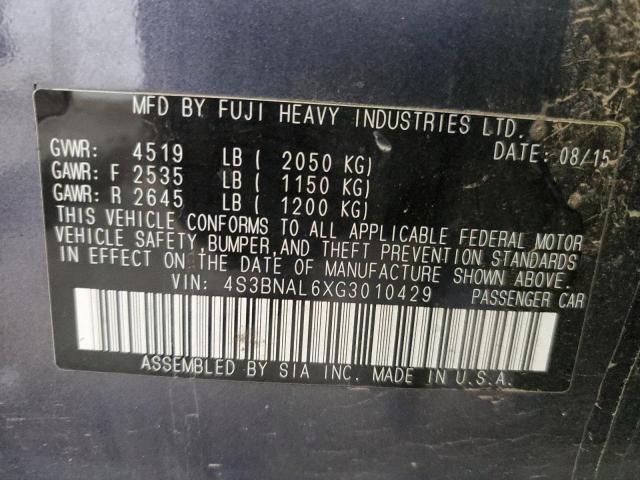 MFD BY FUJI HEAVY INDUSTRIES LTD.
DATE: 08/15
GVWR: 4519 LB ( 2050 KG)
GAWR: F 2535 LB ( 1150 KG)
GAWR: R 2645 LB ( 1200 KG)
THIS VEHICLE CONFORMS TO ALL APPLICABLE FEDERAL MOTOR
VEHICLE SAFETY, BUMPER, AND THEFT PREVENTION STANDARDS
IN EFFECT ON THE DATE OF MANUFACTURE SHOWN ABOVE.
VIN: 4S3BNAL6XG3010429 PASSENGER CAR
ASSEMBLED BY SIA INC. MADE IN U.S.A.